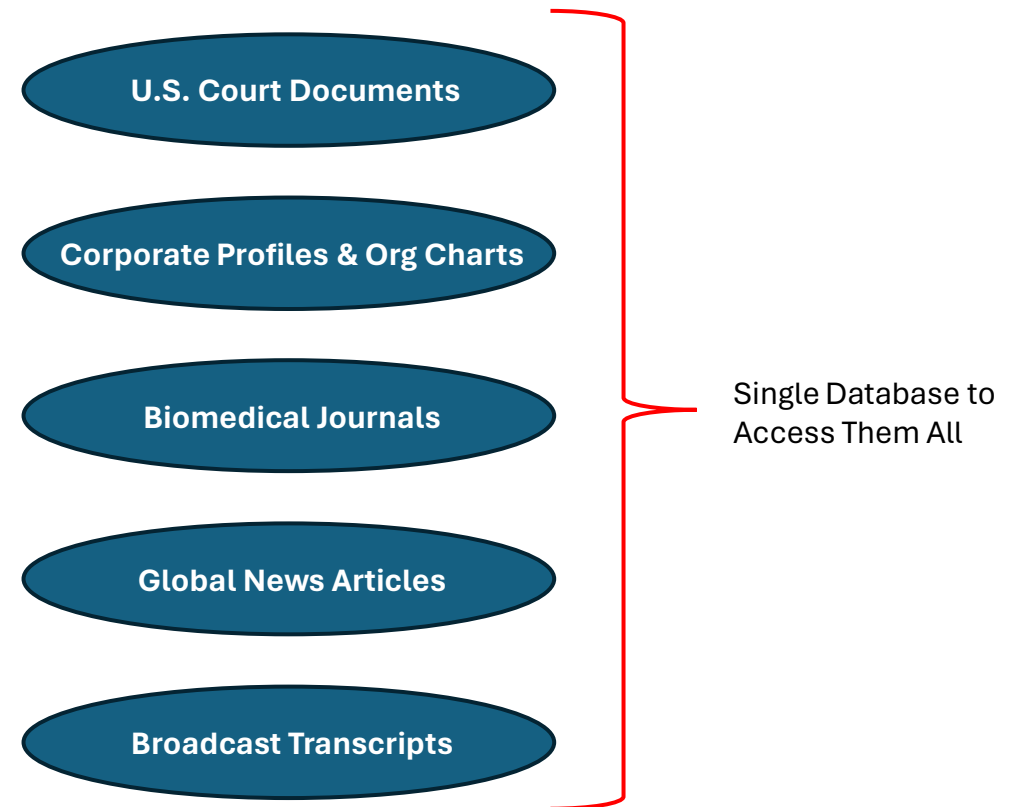 U.S. Court Documents
Corporate Profiles & Org Charts
Biomedical Journals
Global News Articles
Broadcast Transcripts
Single Database to
Access Them All